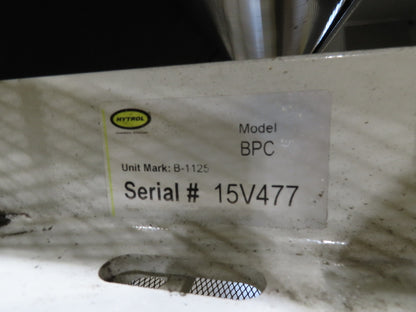 HYTROL
Model
BPC
Unit Mark: B-1125
Serial # 15V477